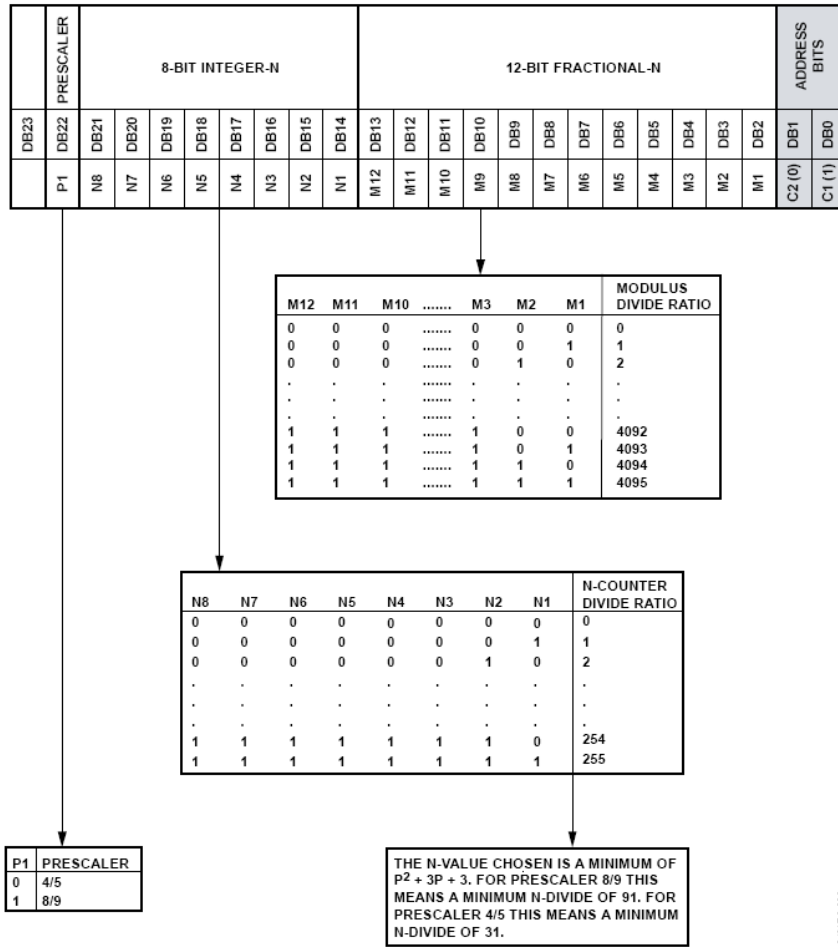 PRESCALER
8-BIT INTEGER-N
12-BIT FRACTIONAL-N
ADDRESS
BITS
DB23 DB22 DB21 DB20 DB19 DB18 DB17 DB16 DB15 DB14 DB13 DB12 DB11 DB10 DB9 DB8 DB7 DB6 DB5 DB4 DB3 DB2 DB1 DB0
P1 N8 N7 N6 N5 N4 N3 N2 N1 M12 M11 M10 M9 M8 M7 M6 M5 M4 M3 M2 M1 C2 (0) C1 (1)
MODULUS
M12 M11 M10 ....... M3 M2 M1 DIVIDE RATIO
0 0 0 ....... 0 0 0 0
0 0 0 ....... 0 0 1 1
0 0 0 ....... 0 1 0 2
. . . ....... . . . .
. . . ....... . . . .
. . . ....... . . . .
1 1 1 ....... 1 0 0 4092
1 1 1 ....... 1 0 1 4093
1 1 1 ....... 1 1 0 4094
1 1 1 ....... 1 1 1 4095
N-COUNTER
N8 N7 N6 N5 N4 N3 N2 N1 DIVIDE RATIO
0 0 0 0 0 0 0 0 0
0 0 0 0 0 0 0 1 1
0 0 0 0 0 0 1 0 2
. . . . . . . . .
. . . . . . . . .
. . . . . . . . .
1 1 1 1 1 1 1 0 254
1 1 1 1 1 1 1 1 255
P1 PRESCALER
0 4/5
1 8/9
THE N-VALUE CHOSEN IS A MINIMUM OF
P2 + 3P + 3. FOR PRESCALER 8/9 THIS
MEANS A MINIMUM N-DIVIDE OF 91. FOR
PRESCALER 4/5 THIS MEANS A MINIMUM
N-DIVIDE OF 31.